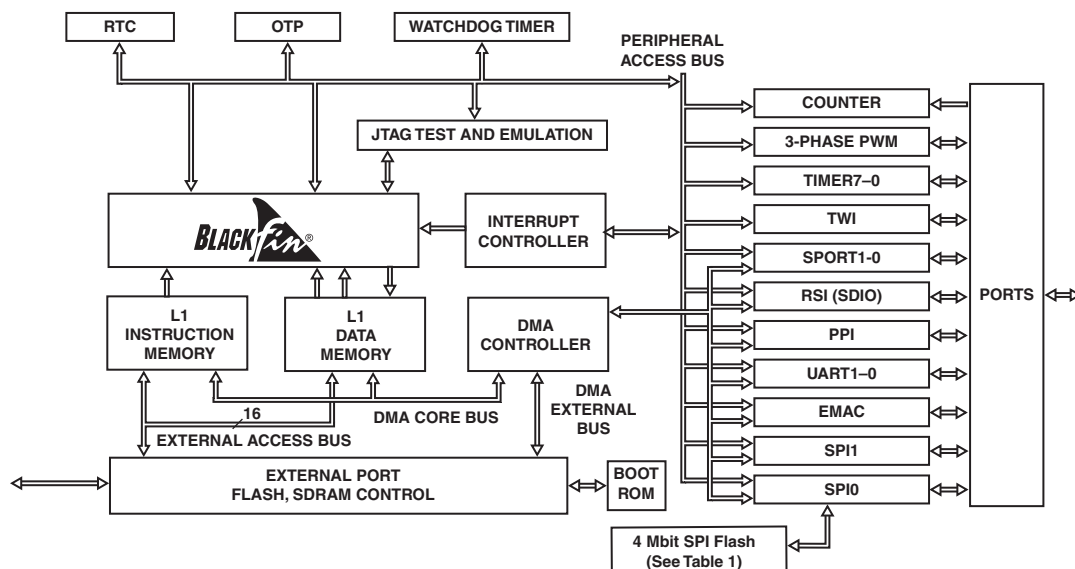 RTC
OTP
WATCHDOG TIMER
PERIPHERAL
ACCESS BUS
COUNTER
JTAG TEST AND EMULATION
3-PHASE PWM
TIMER7–0
BLACKfin®
INTERRUPT
CONTROLLER
TWI
SPORT1-0
L1
INSTRUCTION
MEMORY
L1
DATA
MEMORY
DMA
CONTROLLER
RSI (SDIO)
PORTS
PPI
UART1–0
16
DMA CORE BUS
EXTERNAL ACCESS BUS
DMA
EXTERNAL
BUS
EMAC
SPI1
EXTERNAL PORT
FLASH, SDRAM CONTROL
BOOT
ROM
SPI0
4 Mbit SPI Flash
(See Table 1)